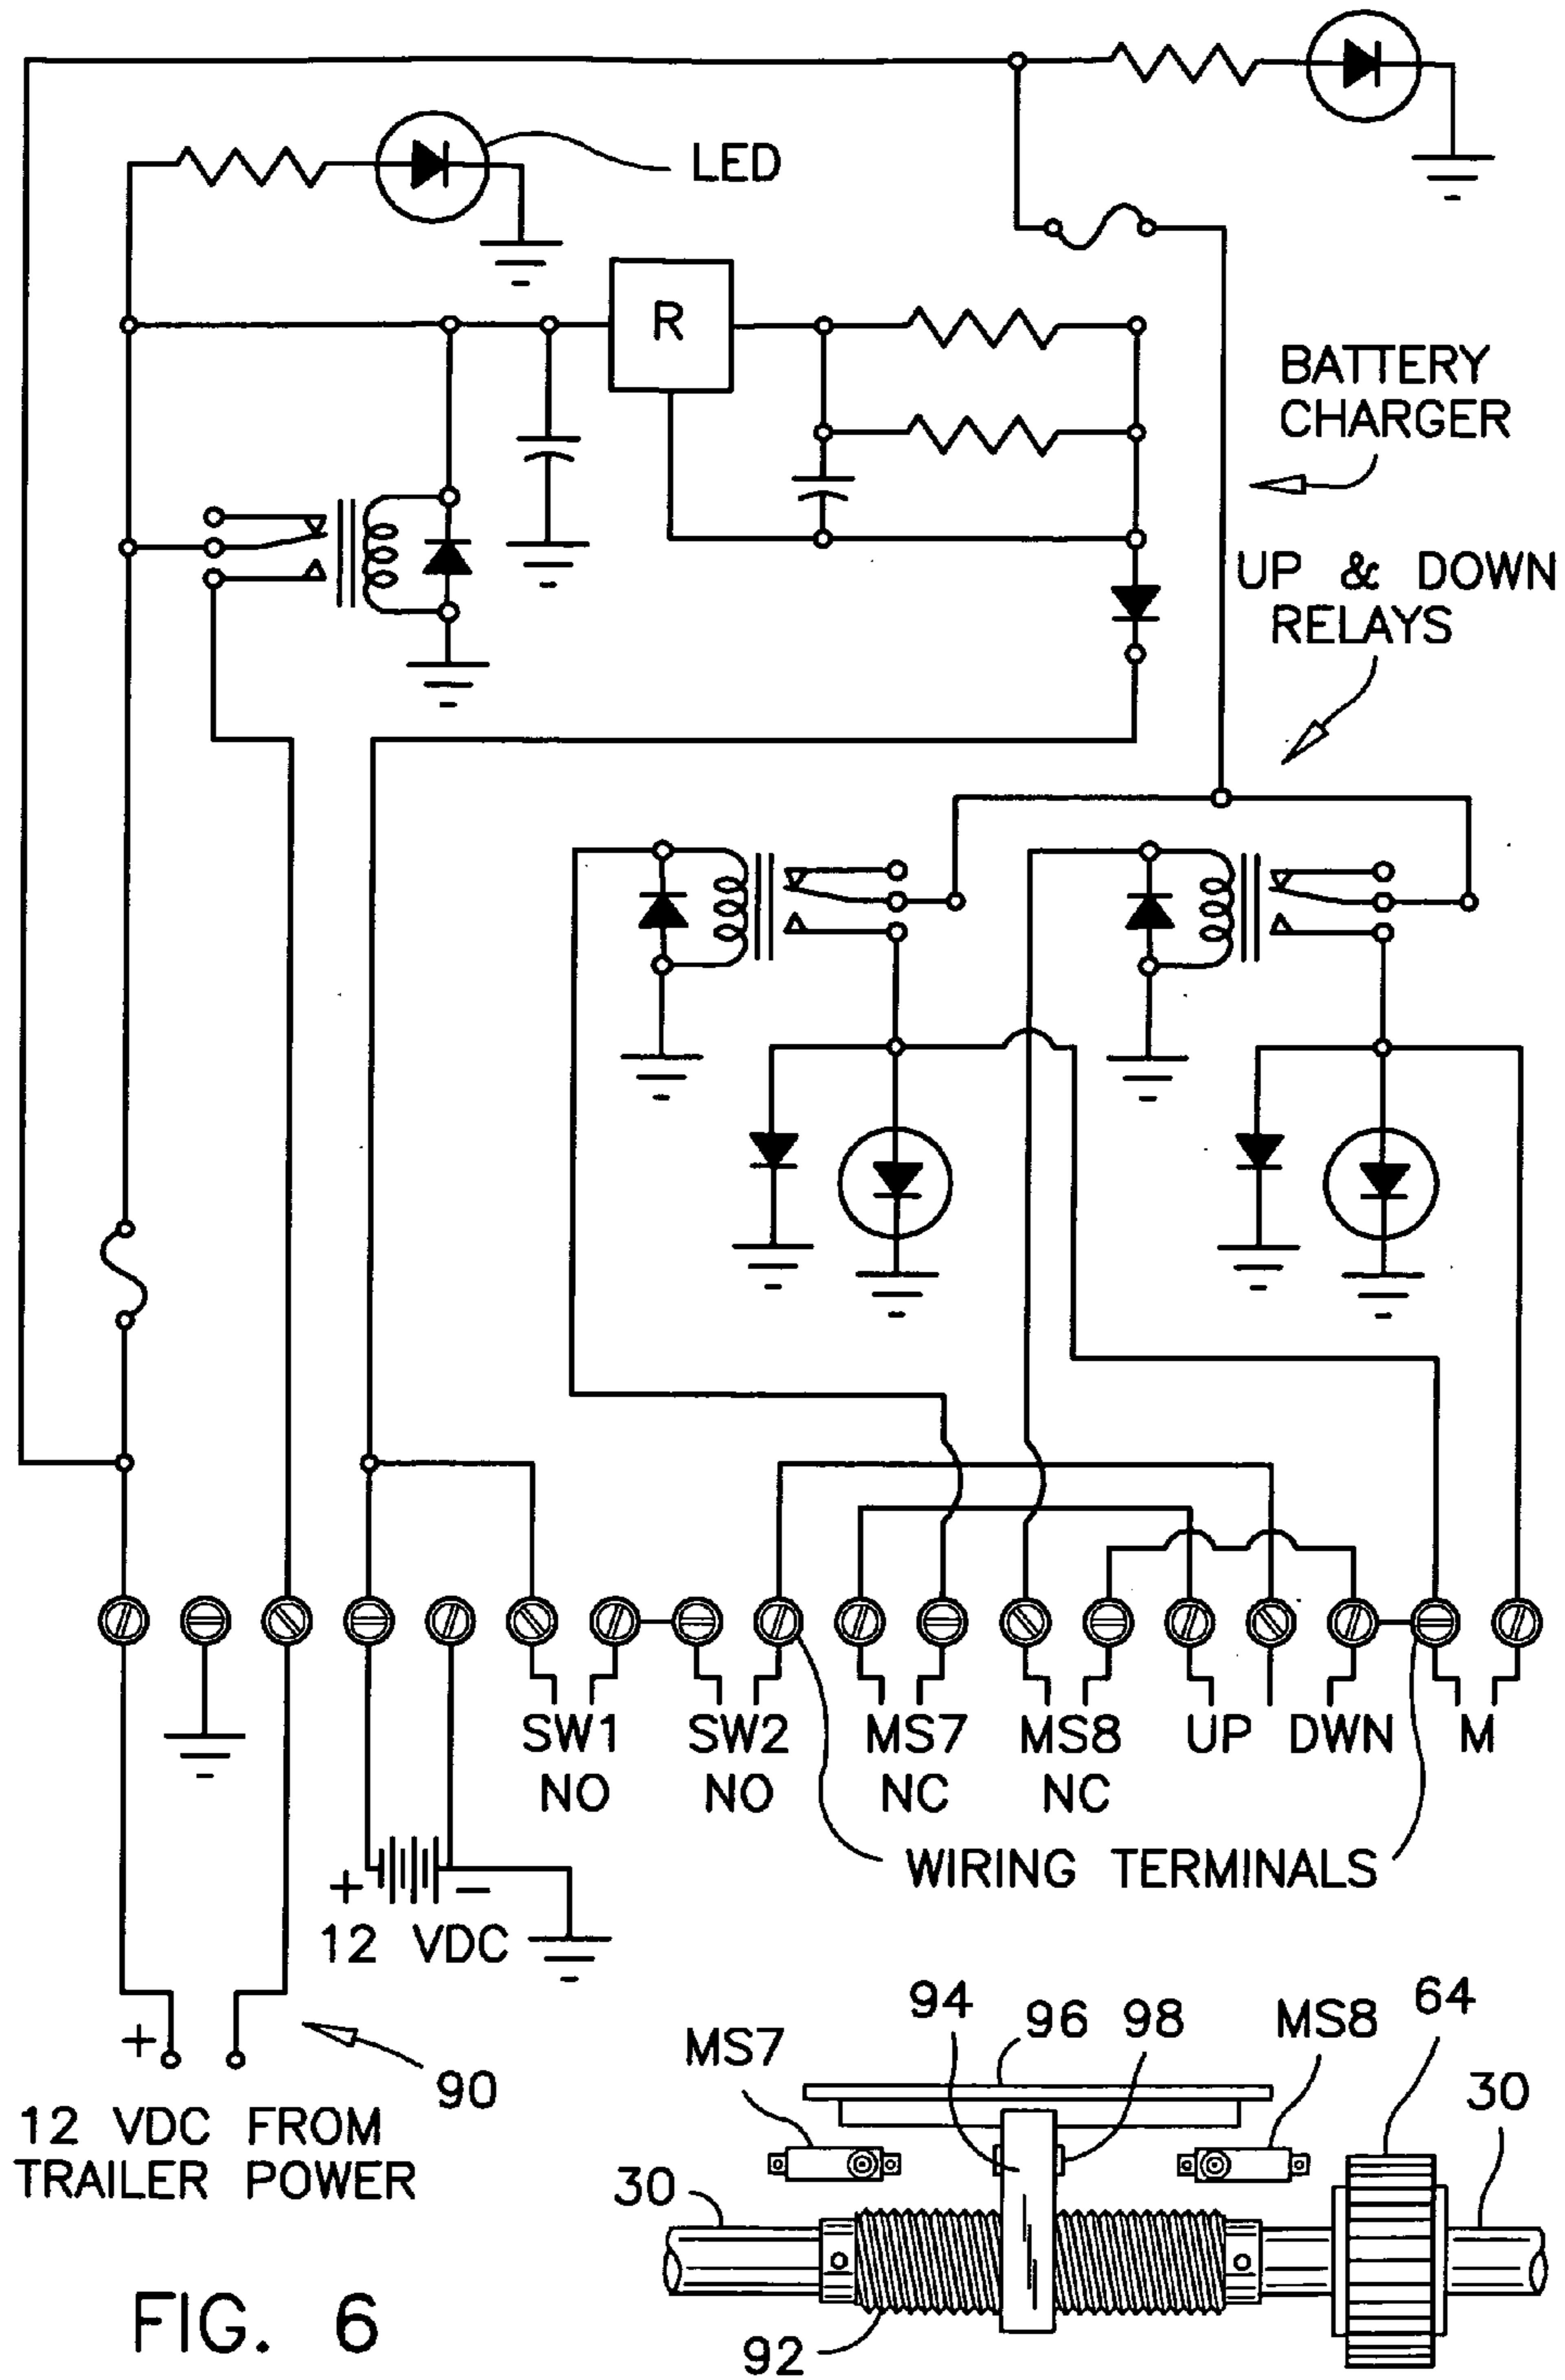 LED
R
BATTERY
CHARGER
UP & DOWN
RELAYS
SW1
NO
SW2
NO
MS7
NC
MS8
NC
UP
DWN
M
WIRING TERMINALS
+
−
12 VDC
+
90
12 VDC FROM
TRAILER POWER
94
96
98
MS8
64
MS7
30
30
92
FIG. 6